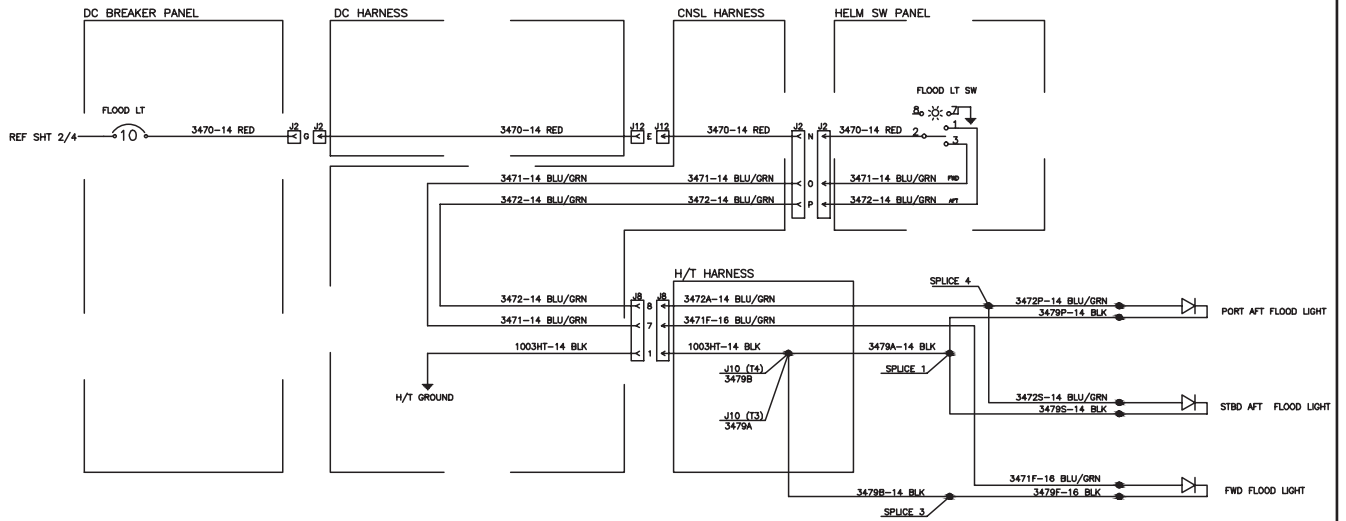 DC BREAKER PANEL
DC HARNESS
CNSL HARNESS
HELM SW PANEL
FLOOD LT SW
8 7
1
2
3
FLOOD LT
10
REF SHT 2/4
3470-14 RED
J2 G J2
3470-14 RED
J12 E J12
3470-14 RED
J2 N J2
3470-14 RED
3471-14 BLU/GRN
3471-14 BLU/GRN
O
3471-14 BLU/GRN FWD
3472-14 BLU/GRN
3472-14 BLU/GRN
P
3472-14 BLU/GRN AFT
H/T HARNESS
SPLICE 4
J8 J8
3472-14 BLU/GRN
8
3472A-14 BLU/GRN
3472P-14 BLU/GRN
3479P-14 BLK
PORT AFT FLOOD LIGHT
3471-14 BLU/GRN
7
3471F-16 BLU/GRN
1003HT-14 BLK
1
1003HT-14 BLK
3479A-14 BLK
SPLICE 1
J10 (T4)
3479B
H/T GROUND
J10 (T3)
3479A
3472S-14 BLU/GRN
3479S-14 BLK
STBD AFT FLOOD LIGHT
3471F-16 BLU/GRN
3479B-14 BLK
3479F-16 BLK
FWD FLOOD LIGHT
SPLICE 3